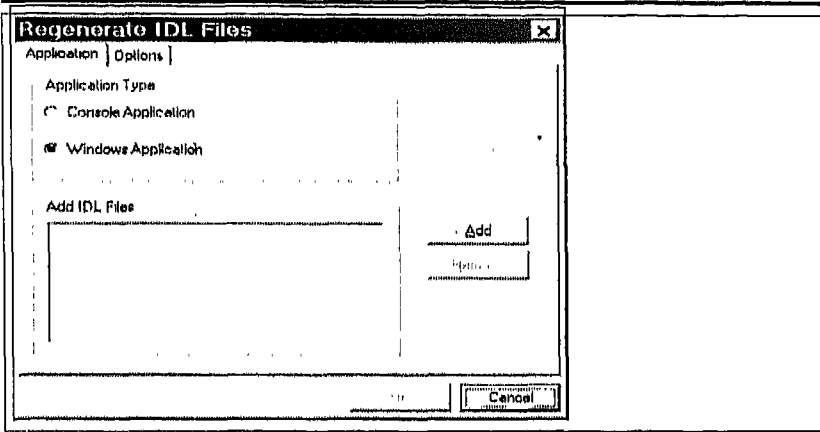 Regenerate IDL Files
Application Options
Application Type
Console Application
Windows Application
Add IDL Files
Add
Cancel